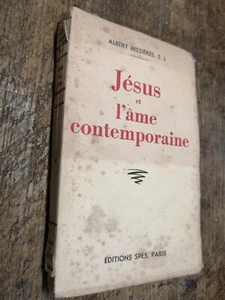 ALBERT BESSIÈRES, S. J.
Jésus
et
l'âme
contemporaine
ÉDITIONS SPES, PARIS